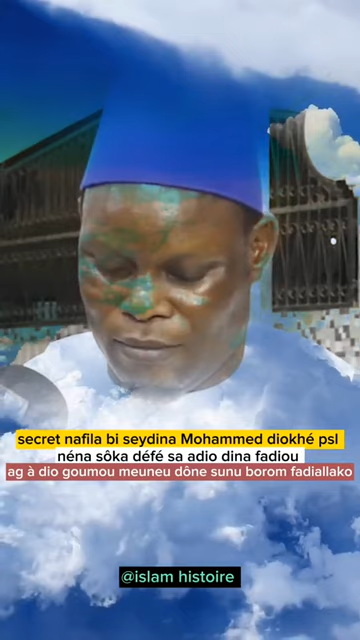 secret nafila bi seydina Mohammed diokhé psl
néna sôka défé sa adio dina fadiou
ag à dio goumou meuneu dône sunu borom fadiallako
@islam histoire